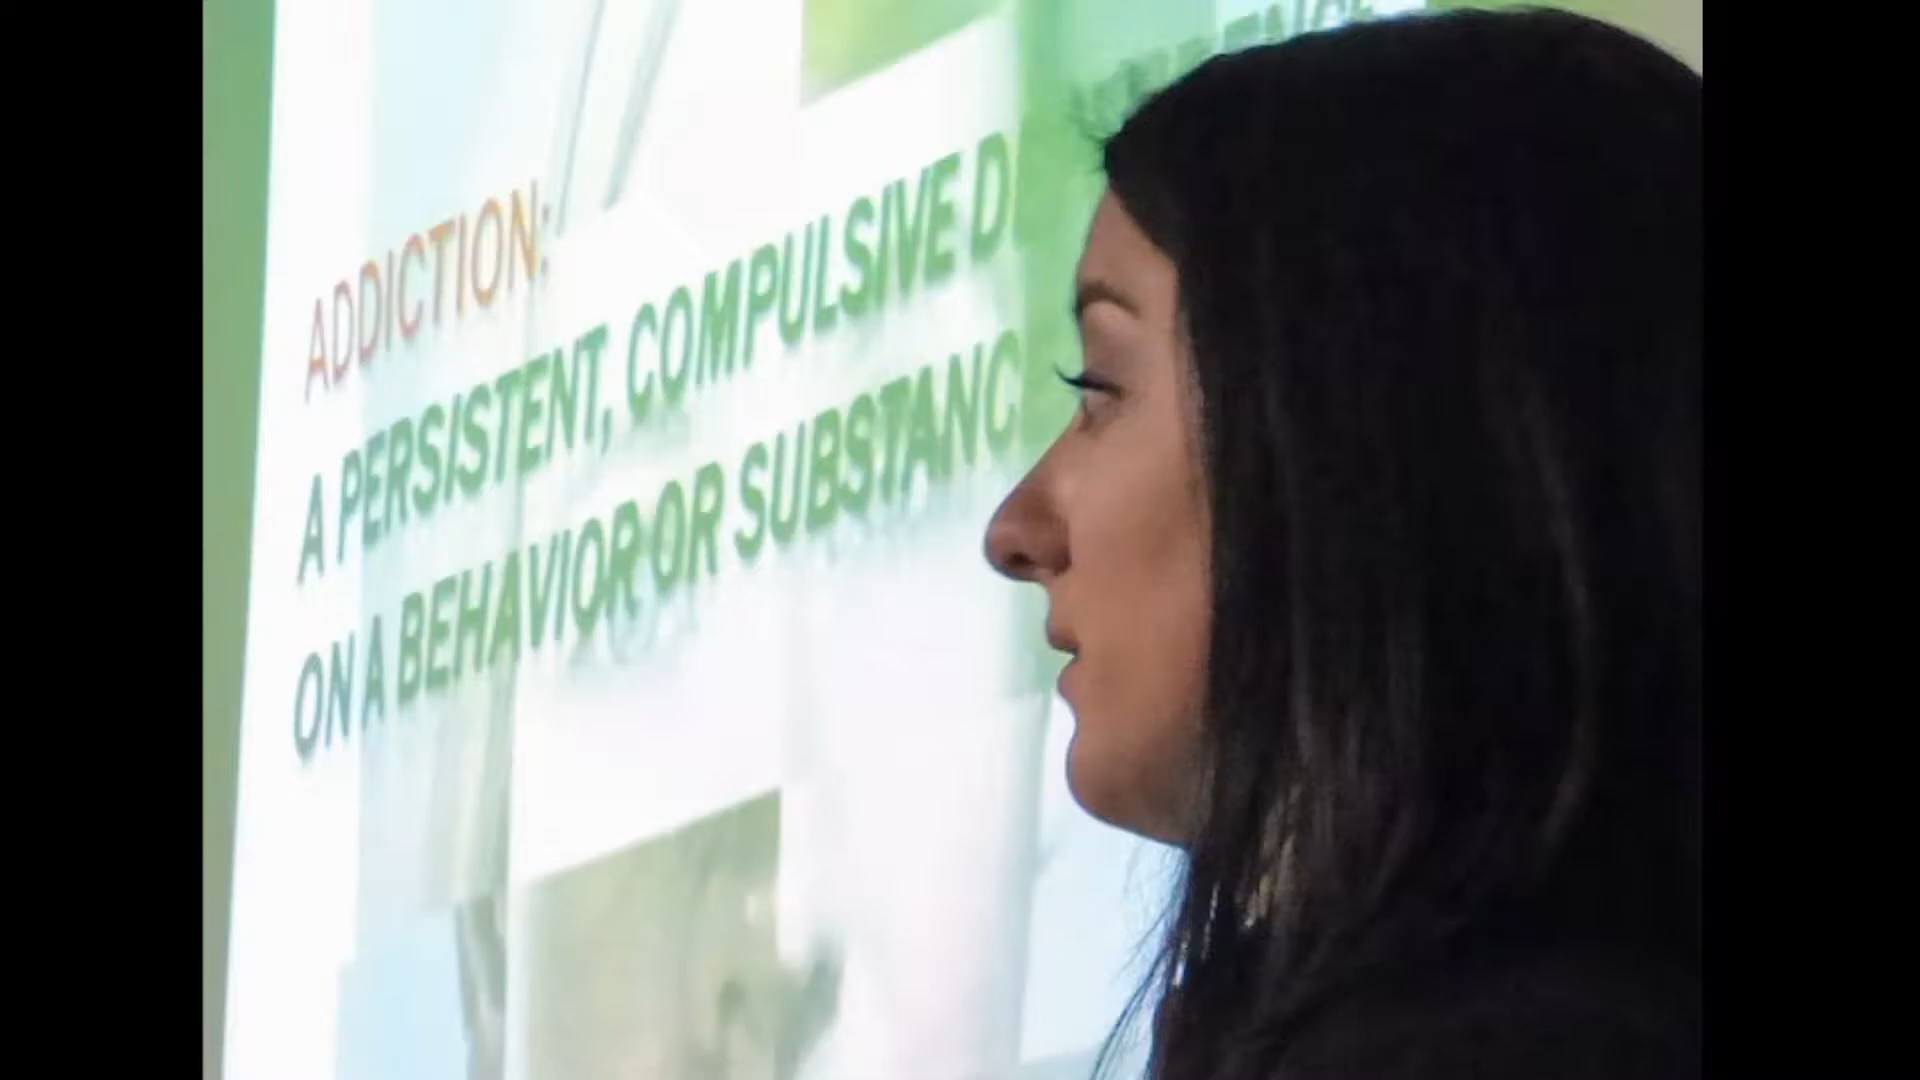 ADDICTION:
A PERSISTENT, COMPULSIVE D
ON A BEHAVIOR OR SUBSTANC